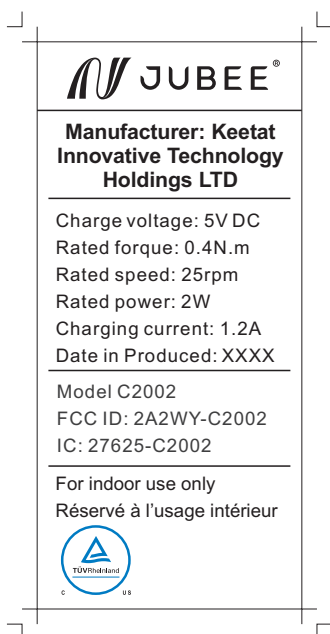 JUBEE®
Manufacturer: Keetat
Innovative Technology
Holdings LTD
Charge voltage: 5V DC
Rated forque: 0.4N.m
Rated speed: 25rpm
Rated power: 2W
Charging current: 1.2A
Date in Produced: XXXX
Model C2002
FCC ID: 2A2WY-C2002
IC: 27625-C2002
For indoor use only
Réservé à l’usage intérieur
TÜVRheinland
C US